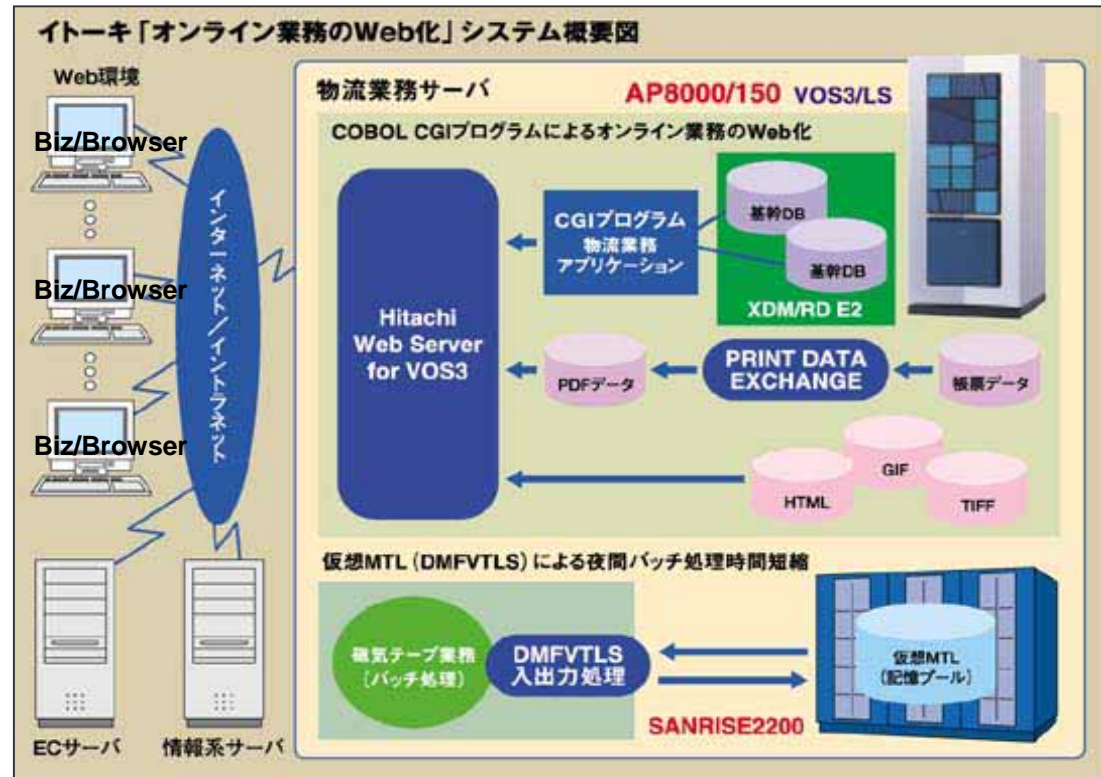 イトーキ「オンライン業務のWeb化」システム概要図
Web環境
Biz/Browser
Biz/Browser
Biz/Browser
インターネット/イントラネット
ECサーバ
情報系サーバ
物流業務サーバ
AP8000/150 VOS3/LS
COBOL CGIプログラムによるオンライン業務のWeb化
Hitachi
Web Server
for VOS3
CGIプログラム
物流業務
アプリケーション
基幹DB
基幹DB
XDM/RD E2
PDFデータ
PRINT DATA
EXCHANGE
帳票データ
HTML
GIF
TIFF
仮想MTL(DMFVTLS)による夜間バッチ処理時間短縮
磁気テープ業務
(バッチ処理)
DMFVTLS
入出力処理
仮想MTL
(記憶プール)
SANRISE2200